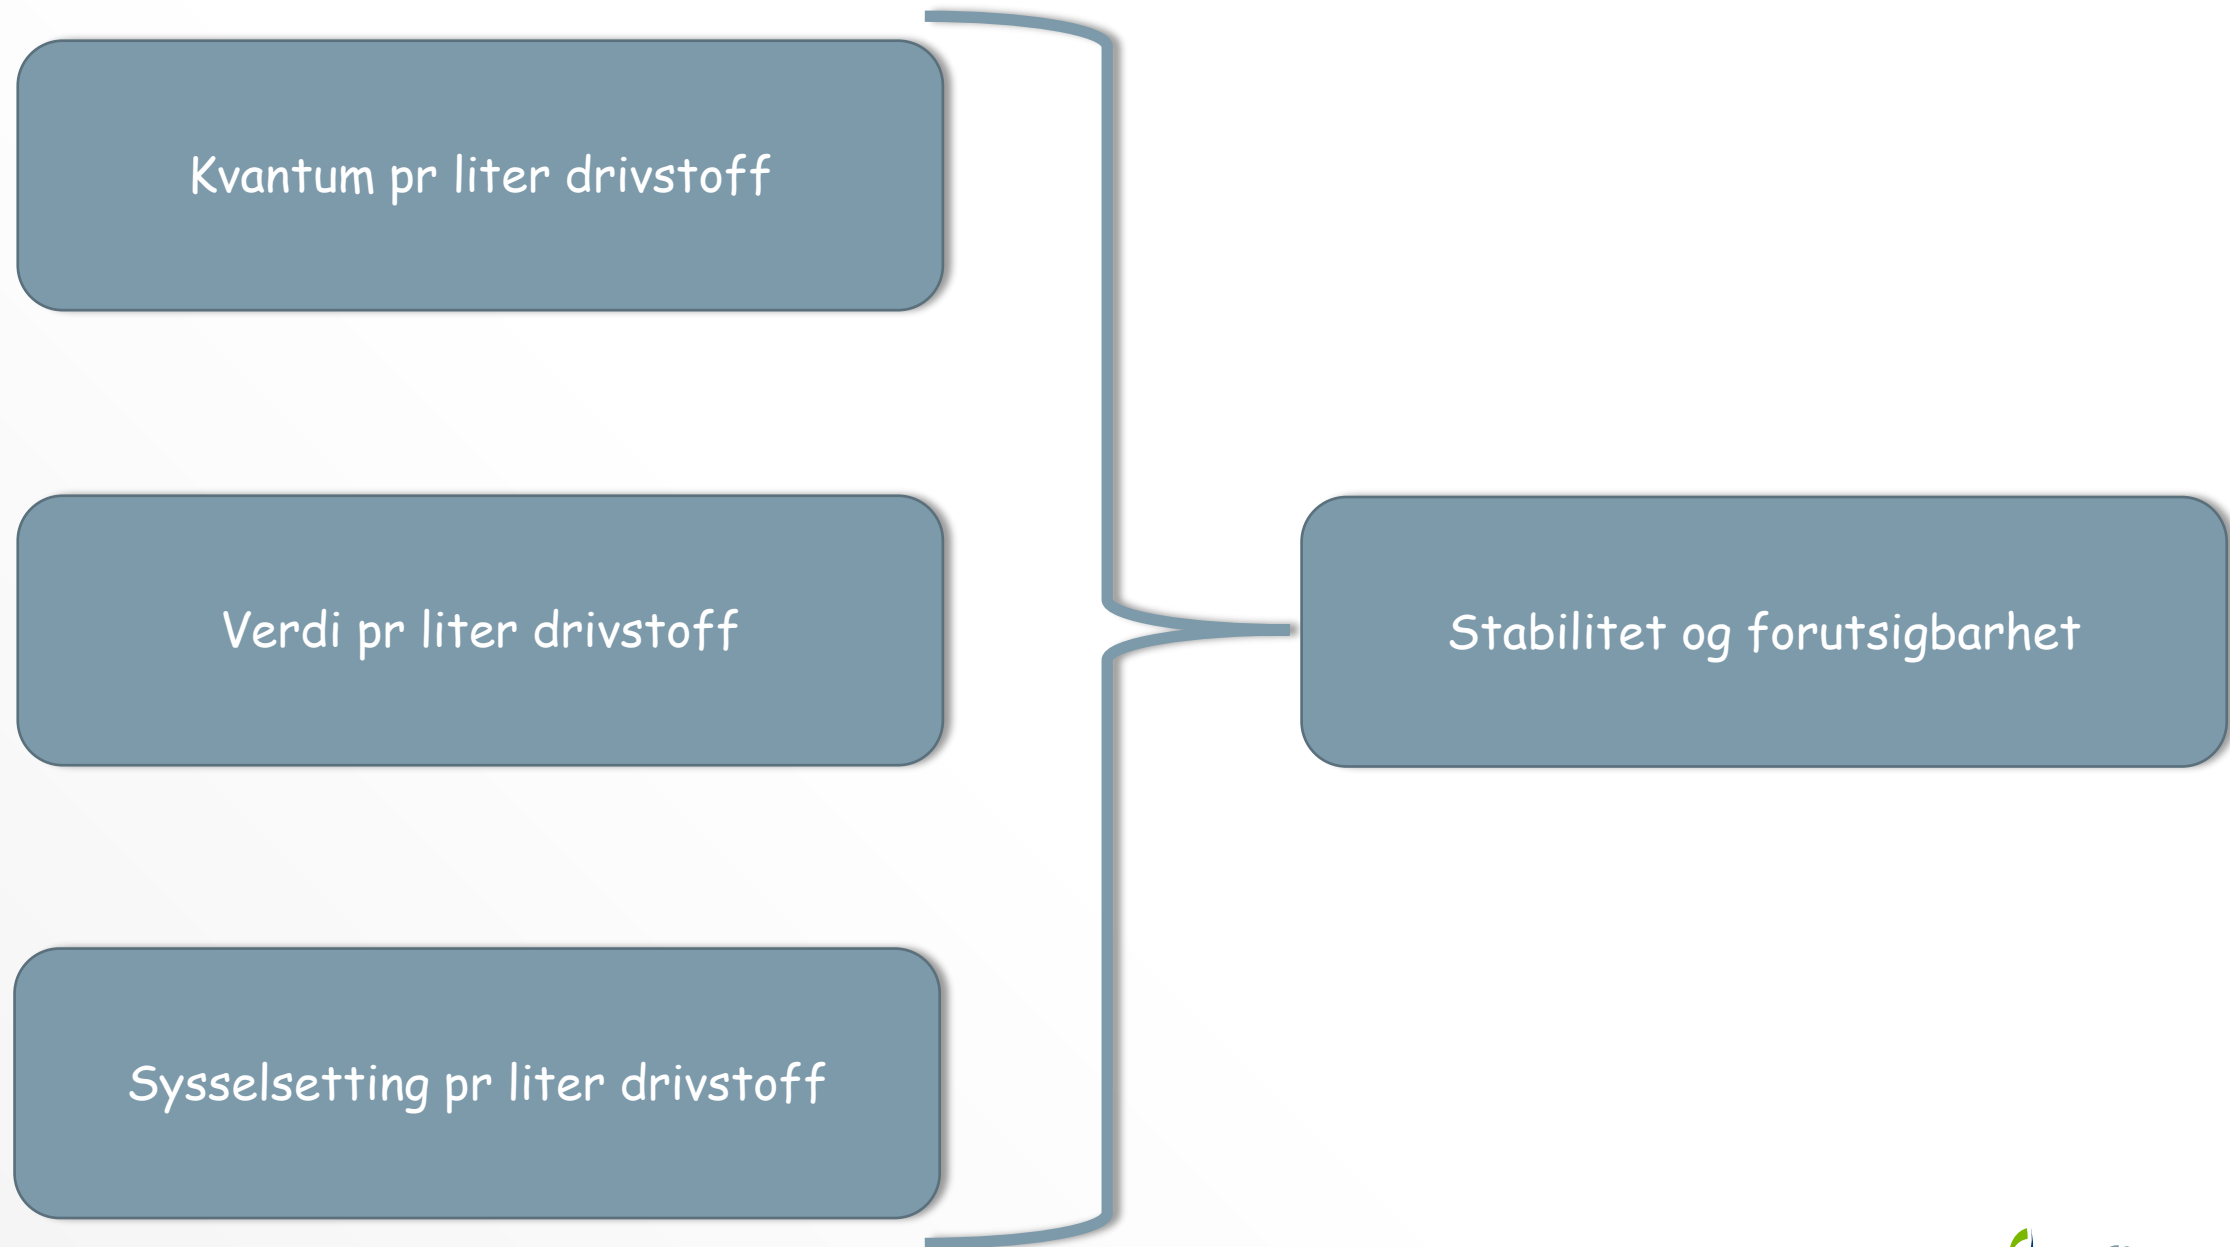 Kvantum pr liter drivstoff
Verdi pr liter drivstoff
Stabilitet og forutsigbarhet
Sysselsetting pr liter drivstoff